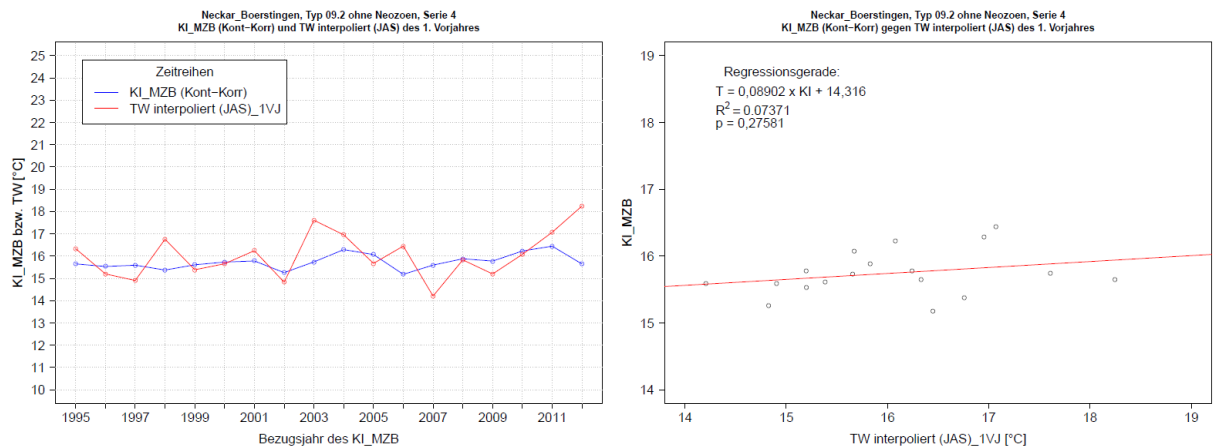 Neckar_Boerstingen, Typ 09.2 ohne Neozoen, Serie 4
KI_MZB (Kont−Korr) und TW interpoliert (JAS) des 1. Vorjahres
KI_MZB bzw. TW [°C]
25
24
23
22
21
20
19
18
17
16
15
14
13
12
11
10
Zeitreihen
KI_MZB (Kont−Korr)
TW interpoliert (JAS)_1VJ
1995
1997
1999
2001
2003
2005
2007
2009
2011
Bezugsjahr des KI_MZB
Neckar_Boerstingen, Typ 09.2 ohne Neozoen, Serie 4
KI_MZB (Kont−Korr) gegen TW interpoliert (JAS) des 1. Vorjahres
KI_MZB
19
18
17
16
15
14
Regressionsgerade:
T = 0,08902 x KI + 14,316
R² = 0.07371
p = 0,27581
14
15
16
17
18
19
TW interpoliert (JAS)_1VJ [°C]